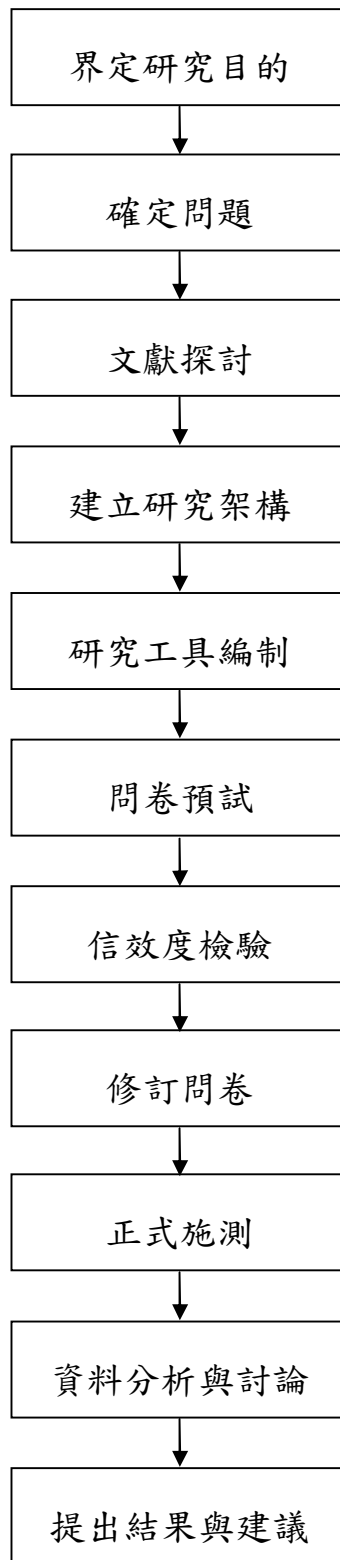 界定研究目的
確定問題
文獻探討
建立研究架構
研究工具編制
問卷預試
信效度檢驗
修訂問卷
正式施測
資料分析與討論
提出結果與建議